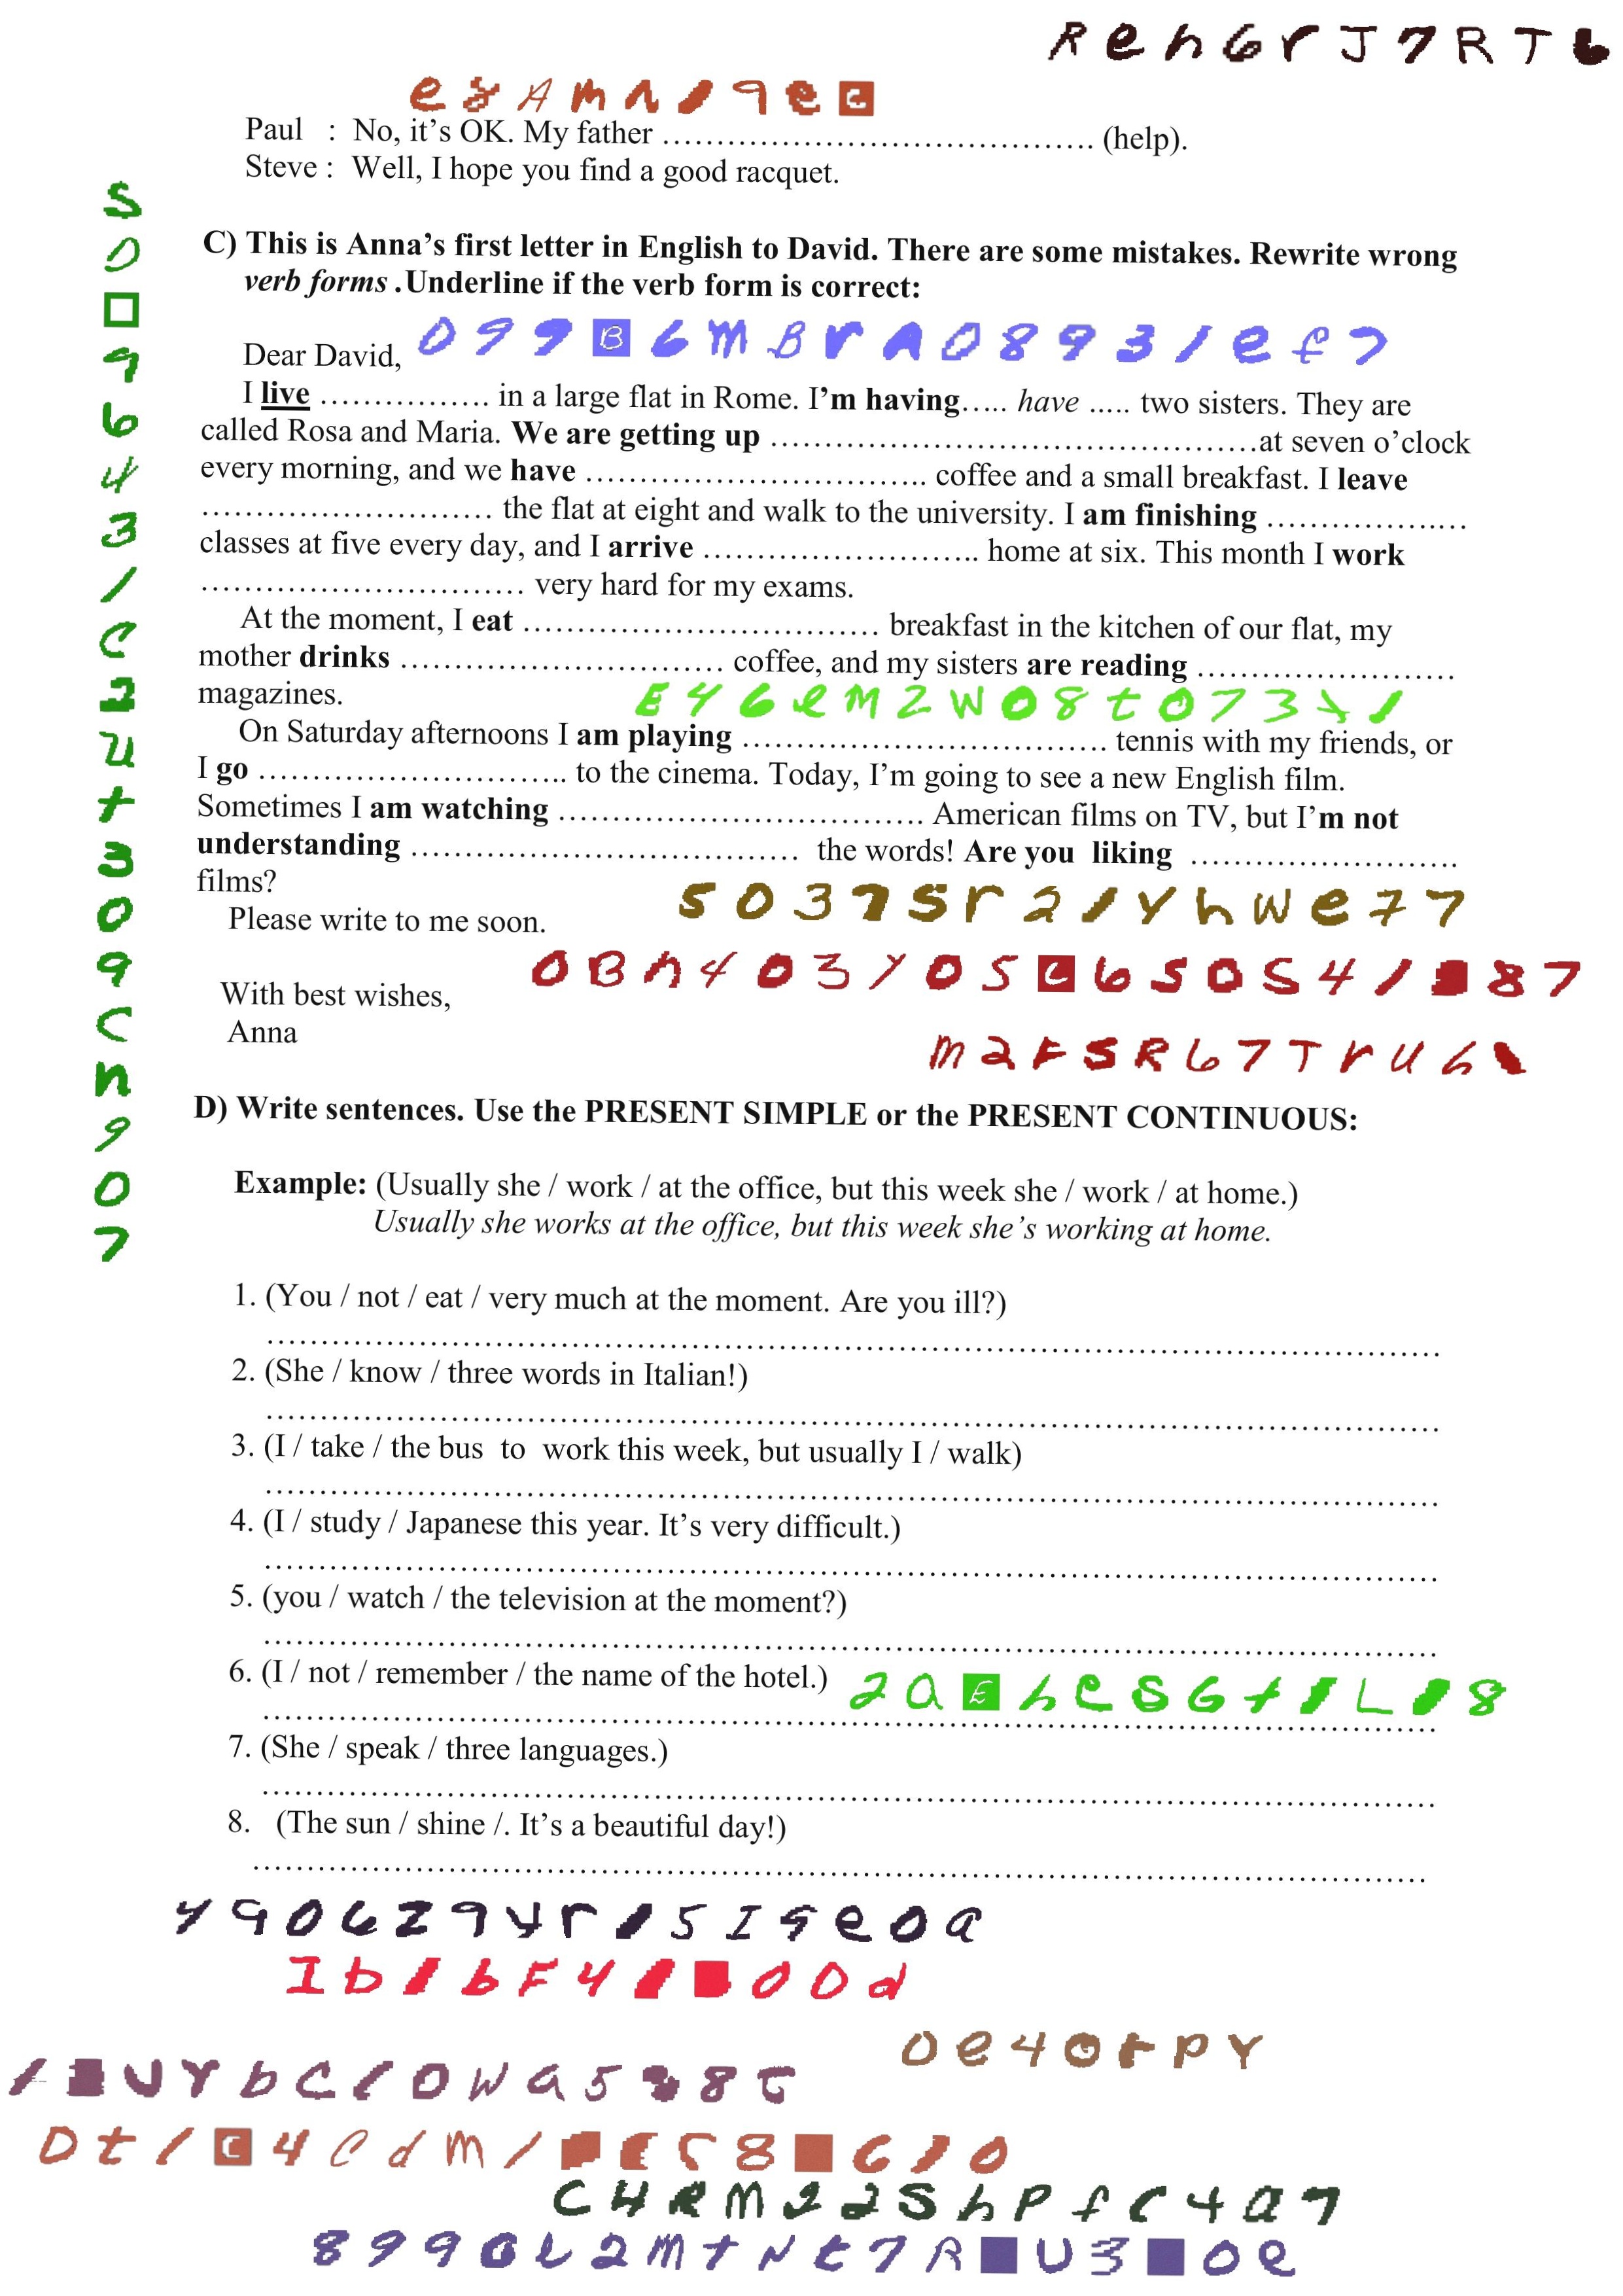 Paul : No, it's OK. My father ........................................ (help).
Steve : Well, I hope you find a good racquet.
C) This is Anna's first letter in English to David. There are some mistakes. Rewrite wrong
verb forms .Underline if the verb form is correct:
Dear David,
I live ................ in a large flat in Rome. I'm having..... have ..... two sisters. They are
called Rosa and Maria. We are getting up ................................................at seven o'clock
every morning, and we have .................................. coffee and a small breakfast. I leave
............................ the flat at eight and walk to the university. I am finishing ....................
classes at five every day, and I arrive ........................... home at six. This month I work
................................ very hard for my exams.
At the moment, I eat .................................. breakfast in the kitchen of our flat, my
mother drinks ................................ coffee, and my sisters are reading .........................
magazines.
On Saturday afternoons I am playing .................................... tennis with my friends, or
I go .............................. to the cinema. Today, I'm going to see a new English film.
Sometimes I am watching .................................... American films on TV, but I'm not
understanding ...................................... the words! Are you liking ..........................
films?
Please write to me soon.
With best wishes,
Anna
D) Write sentences. Use the PRESENT SIMPLE or the PRESENT CONTINUOUS:
Example: (Usually she / work / at the office, but this week she / work / at home.)
Usually she works at the office, but this week she's working at home.
1. (You / not / eat / very much at the moment. Are you ill?)
2. (She / know / three words in Italian!)
3. (I / take / the bus to work this week, but usually I / walk)
4. (I / study / Japanese this year. It's very difficult.)
5. (you / watch / the television at the moment?)
6. (I / not / remember / the name of the hotel.)
7. (She / speak / three languages.)
8. (The sun / shine /. It's a beautiful day!)